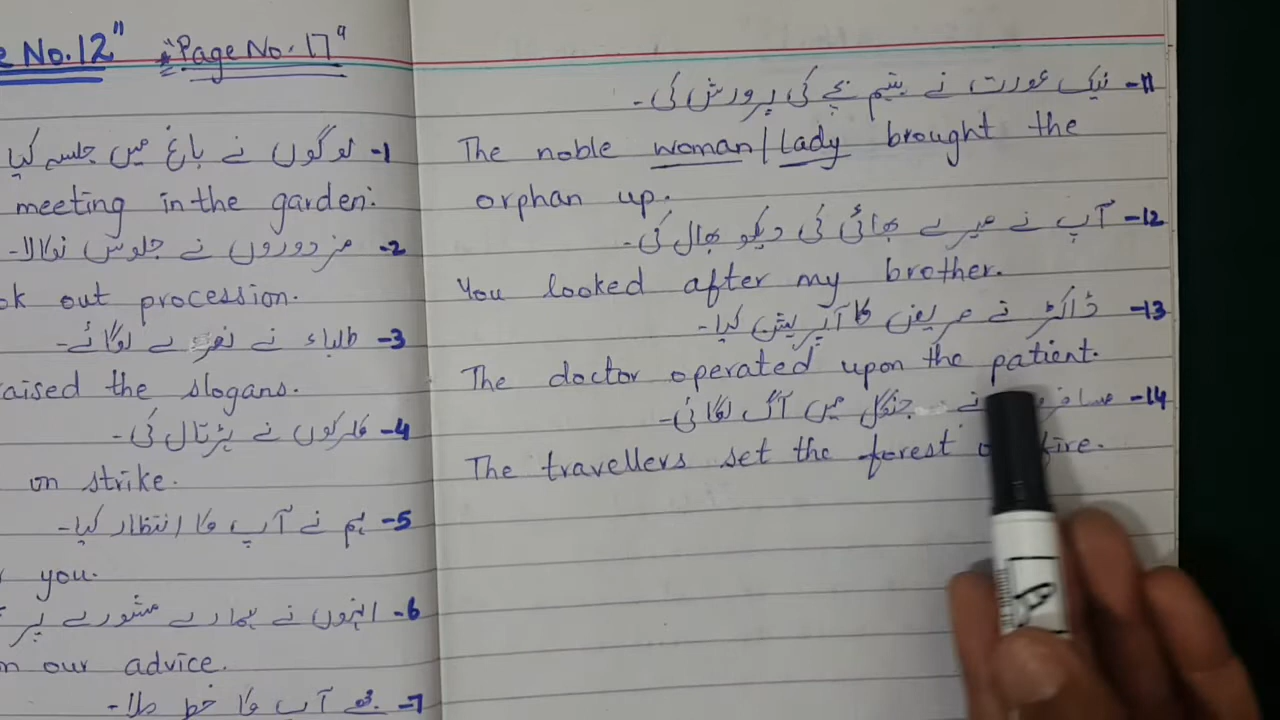 e No.12" "Page No. 17"
1- لوگوں نے باغ میں جلسہ کیا
meeting in the garden.
2- مزدوروں نے جلوس نکالا۔
ok out procession.
3- طلباء نے نعرے لگائے۔
raised the slogans.
4- کلرکوں نے ہڑتال کی۔
on strike.
5- ہم نے آپ کا انتظار کیا۔
you.
6- انہوں نے ہمارے مشورے پر
n our advice.
7- مجھے آپ کا خط ملا۔
11- نیک عورت نے یتیم بچے کی پرورش کی۔
The noble woman/lady brought the
orphan up.
12- آپ نے میرے بھائی کی دیکھ بھال کی۔
You looked after my brother.
13- ڈاکٹر نے مریض کا آپریشن کیا۔
The doctor operated upon the patient.
14- نے جنگل میں آگ لگائی۔
The travellers set the forest fire.